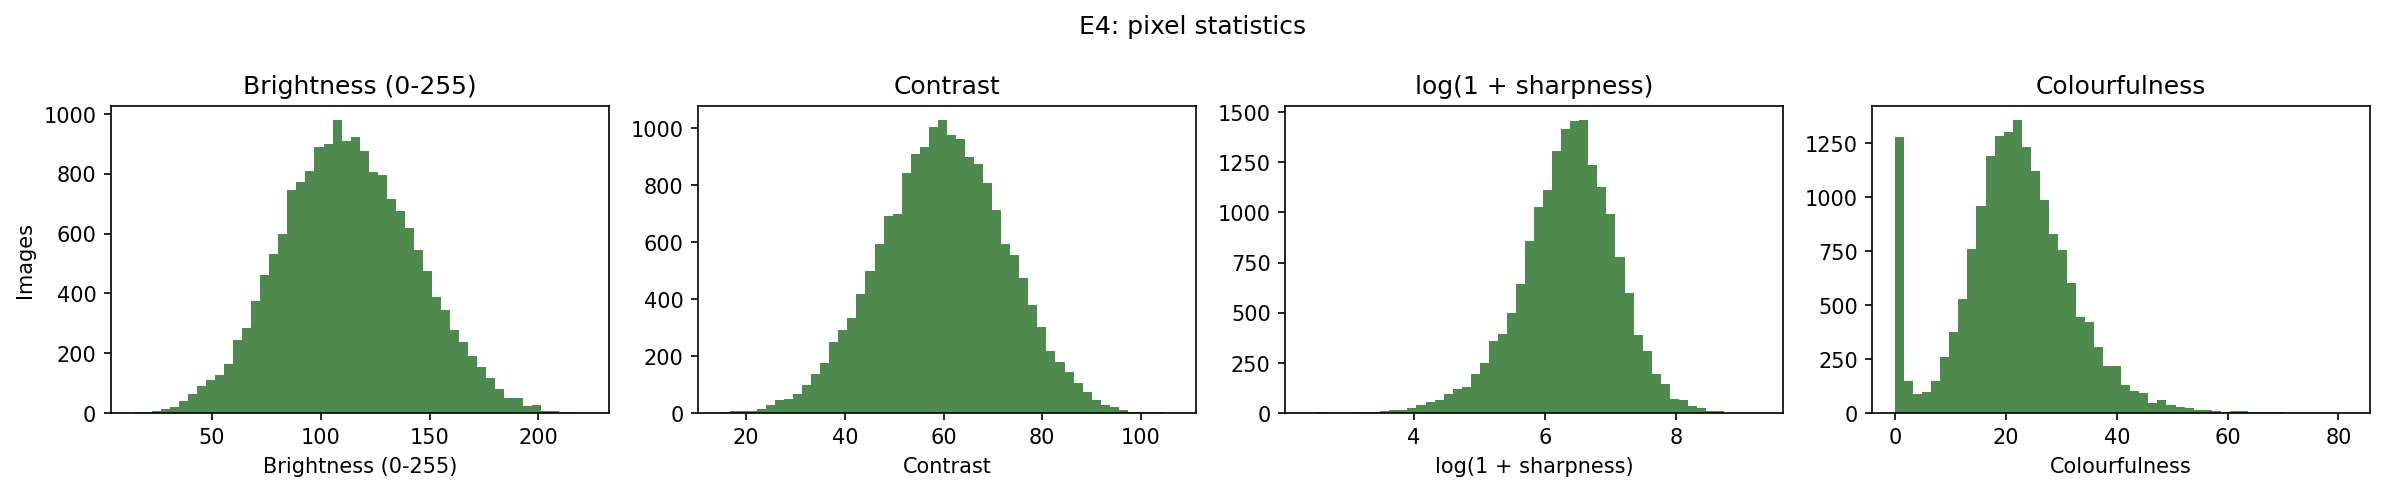 E4: pixel statistics
Brightness (0-255)
Images
1000
800
600
400
200
0
50 100 150 200
Brightness (0-255)
Contrast
1000
800
600
400
200
0
20 40 60 80 100
Contrast
log(1 + sharpness)
1500
1250
1000
750
500
250
0
4 6 8
log(1 + sharpness)
Colourfulness
1250
1000
750
500
250
0
0 20 40 60 80
Colourfulness